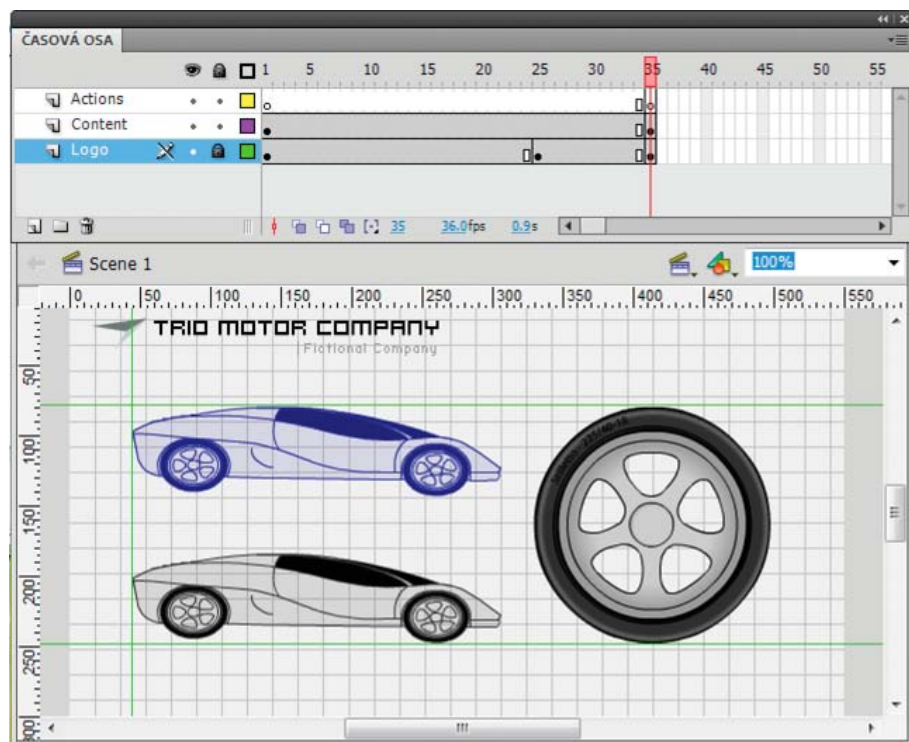 ČASOVÁ OSA
1 5 10 15 20 25 30 35 40 45 50 55
Actions
Content
Logo
35 36.0fps 0.9s
Scene 1
100%
0 50 100 150 200 250 300 350 400 450 500 550
TRIO MOTOR COMPANY
Fictional Company
50
100
150
200
250
300